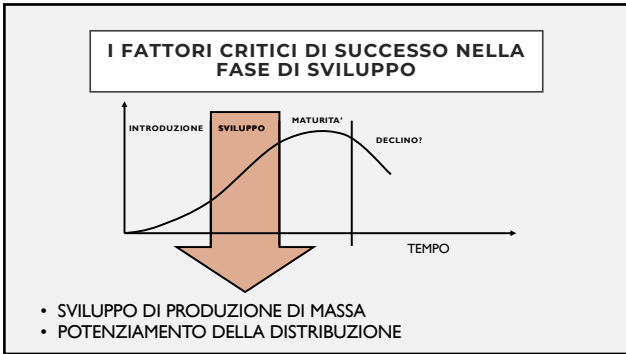 I FATTORI CRITICI DI SUCCESSO NELLA
FASE DI SVILUPPO
INTRODUZIONE
SVILUPPO
MATURITA'
DECLINO?
TEMPO
• SVILUPPO DI PRODUZIONE DI MASSA
• POTENZIAMENTO DELLA DISTRIBUZIONE